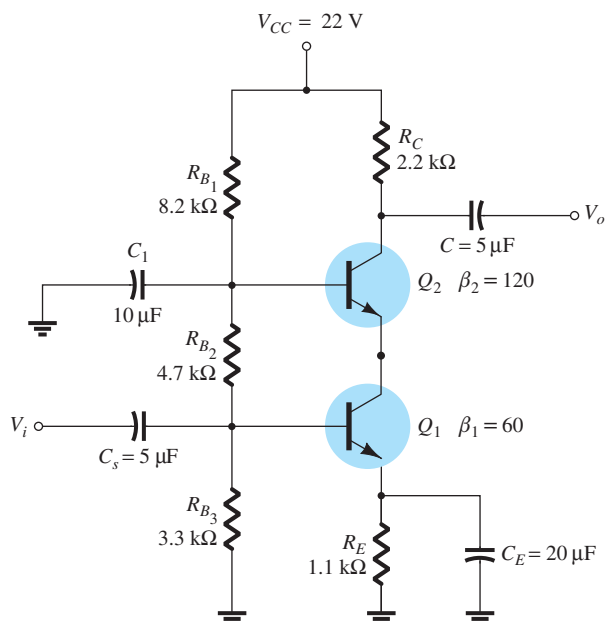 V_CC = 22 V
R_C
2.2 kΩ
R_B1
8.2 kΩ
V_o
C = 5 μF
C_1
10 μF
Q_2 β_2 = 120
R_B2
4.7 kΩ
V_i
C_s = 5 μF
Q_1 β_1 = 60
R_B3
3.3 kΩ
R_E
1.1 kΩ
C_E = 20 μF